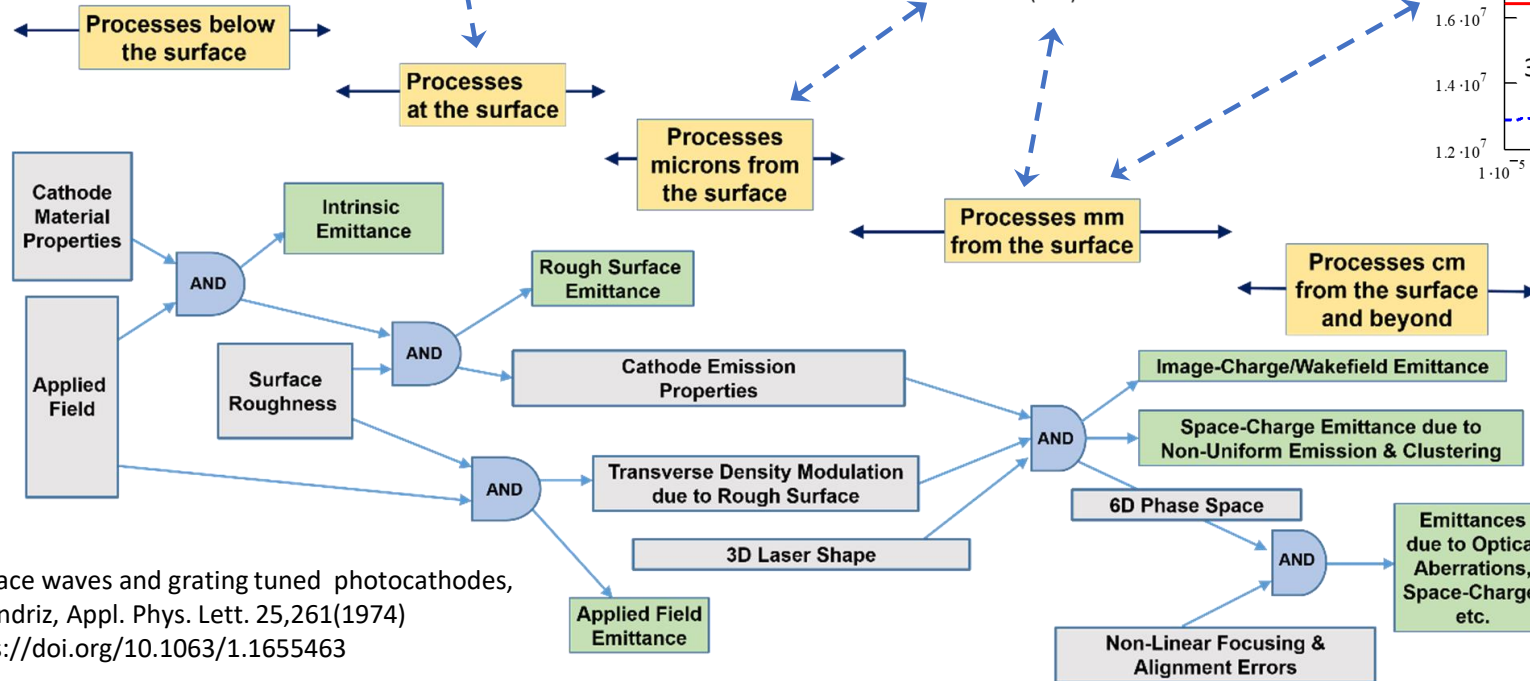 Processes below
the surface
Processes
at the surface
Processes
microns from
the surface
Processes mm
from the surface
Processes cm
from the surface
and beyond
1.6·10⁷
1.4·10⁷
1.2·10⁷
1·10⁻⁵
3
Cathode
Material
Properties
Applied
Field
AND
Intrinsic
Emittance
Surface
Roughness
AND
Rough Surface
Emittance
Cathode Emission
Properties
AND
Transverse Density Modulation
due to Rough Surface
3D Laser Shape
Applied Field
Emittance
AND
Image-Charge/Wakefield Emittance
Space-Charge Emittance due to
Non-Uniform Emission & Clustering
6D Phase Space
AND
Non-Linear Focusing &
Alignment Errors
Emittances
due to Optica
Aberrations,
Space-Charge
etc.
ace waves and grating tuned photocathodes,
ndriz, Appl. Phys. Lett. 25,261(1974)
s://doi.org/10.1063/1.1655463